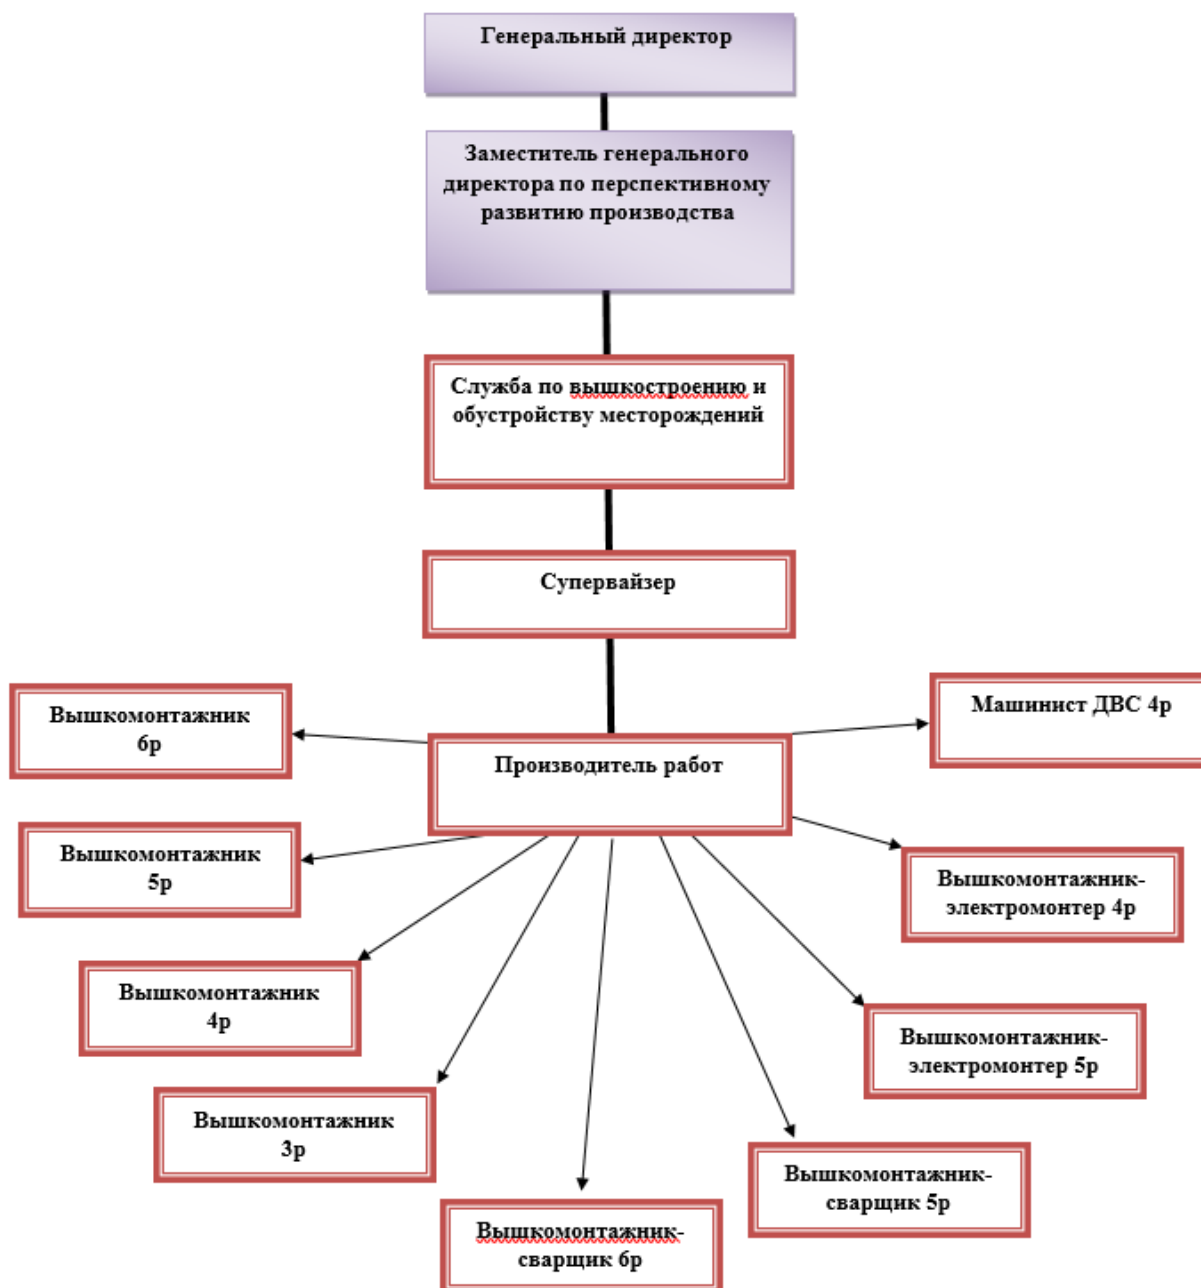 Генеральный директор
Заместитель генерального
директора по перспективному
развитию производства
Служба по вышкостроению и
обустройству месторождений
Супервайзер
Производитель работ
Вышкомонтажник
6р
Вышкомонтажник
5р
Вышкомонтажник
4р
Вышкомонтажник
3р
Вышкомонтажник-
сварщик 6р
Вышкомонтажник-
сварщик 5р
Вышкомонтажник-
электромонтер 5р
Вышкомонтажник-
электромонтер 4р
Машинист ДВС 4р